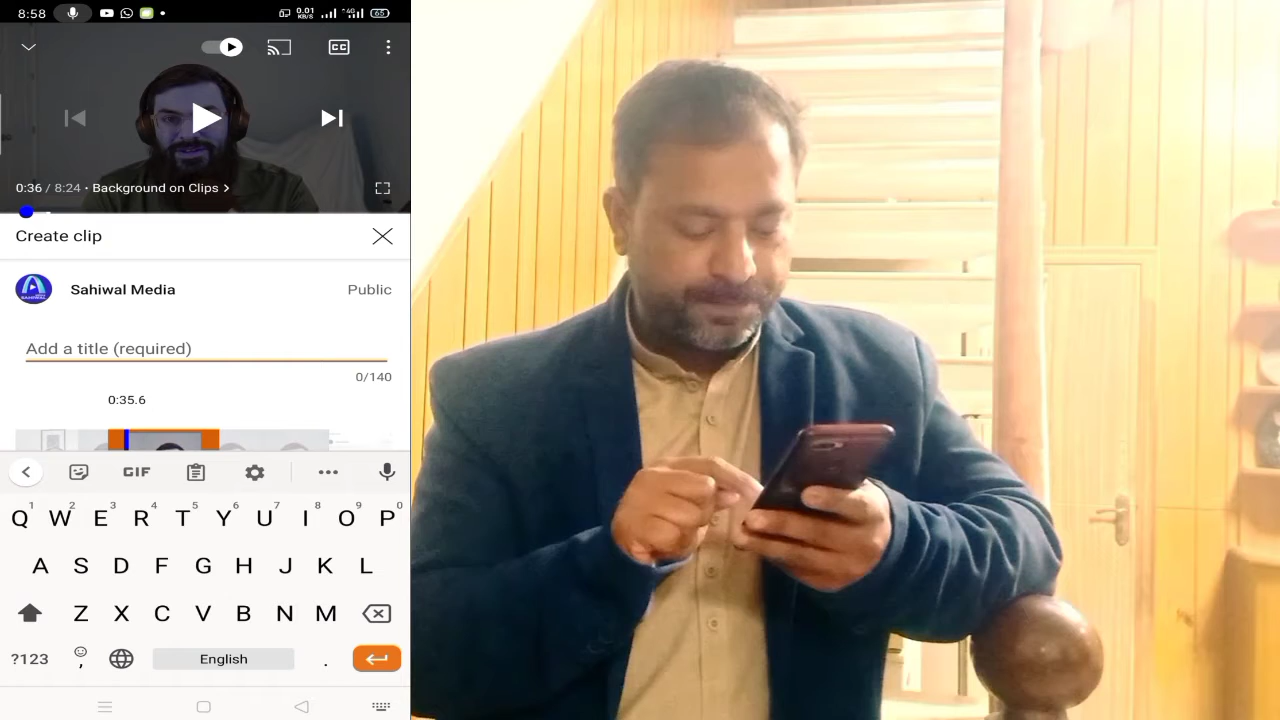 8:58
0.01
KB/S
4G
65
CC
0:36 / 8:24 • Background on Clips >
Create clip
Sahiwal Media
Public
Add a title (required)
0/140
0:35.6
GIF
1 2 3 4 5 6 7 8 9 0
Q W E R T Y U I O P
A S D F G H J K L
Z X C V B N M
?123 , English .